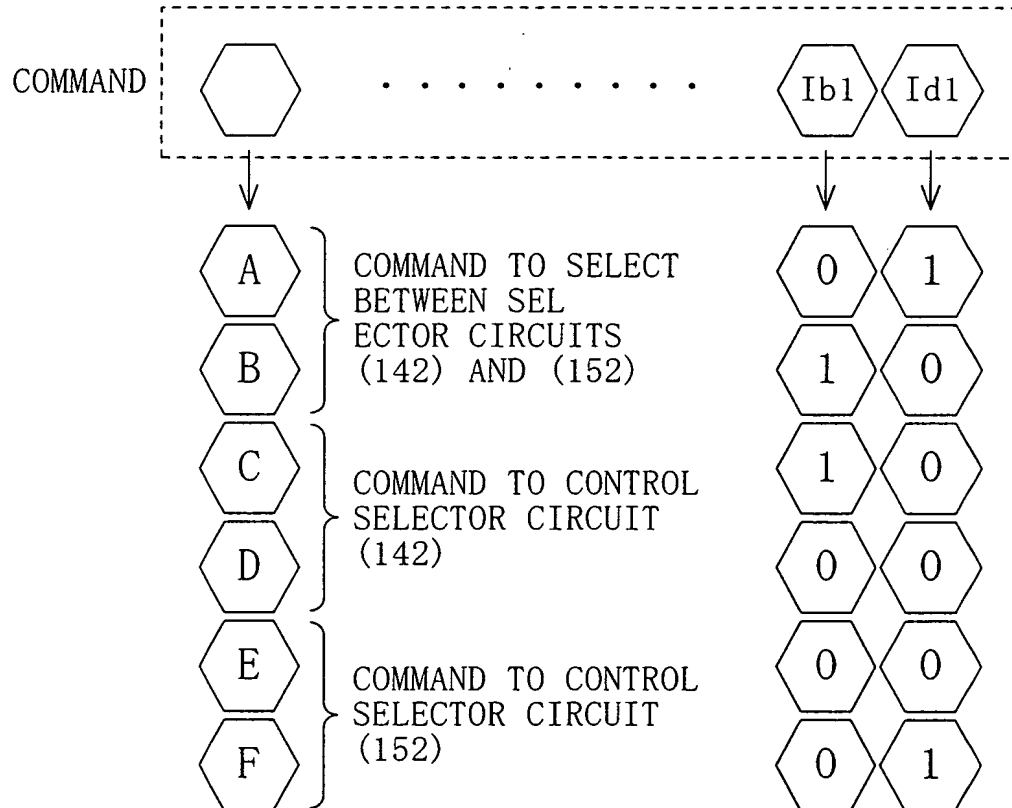 COMMAND
Ib1 Id1
A COMMAND TO SELECT 0 1
BETWEEN SEL
ECTOR CIRCUITS
B (142) AND (152) 1 0
C COMMAND TO CONTROL 1 0
SELECTOR CIRCUIT
D (142) 0 0
E COMMAND TO CONTROL 0 0
SELECTOR CIRCUIT
F (152) 0 1